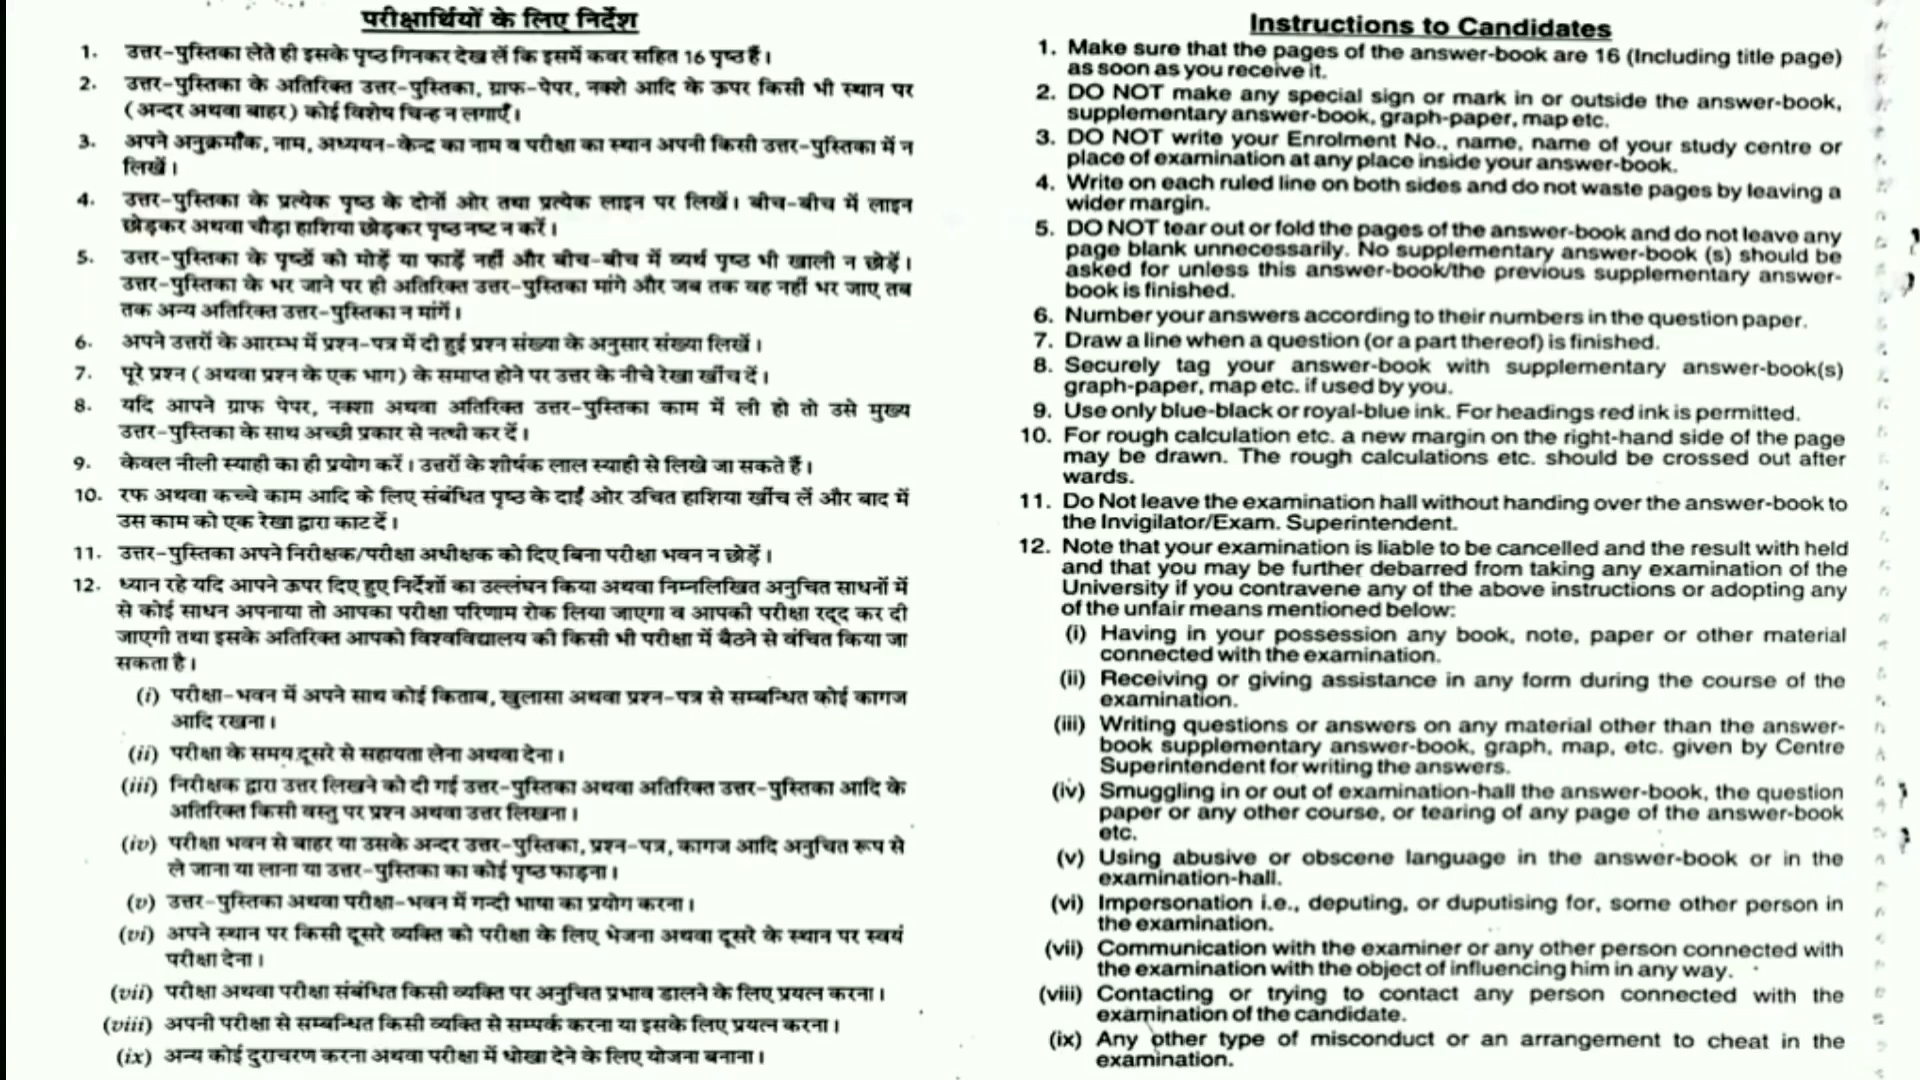 परीक्षार्थियों के लिए निर्देश
1. उत्तर-पुस्तिका लेते ही इसके पृष्ठ गिनकर देख लें कि इसमें कवर सहित 16 पृष्ठ हैं।
2. उत्तर-पुस्तिका के अतिरिक्त उत्तर-पुस्तिका, ग्राफ-पेपर, नक्शे आदि के ऊपर किसी भी स्थान पर
(अन्दर अथवा बाहर) कोई विशेष चिन्ह न लगाएँ।
3. अपने अनुक्रमाँक, नाम, अध्ययन-केन्द्र का नाम व परीक्षा का स्थान अपनी किसी उत्तर-पुस्तिका में न
लिखें।
4. उत्तर-पुस्तिका के प्रत्येक पृष्ठ के दोनों ओर तथा प्रत्येक लाइन पर लिखें। बीच-बीच में लाइन
छोड़कर अथवा चौड़ा हाशिया छोड़कर पृष्ठ नष्ट न करें।
5. उत्तर-पुस्तिका के पृष्ठों को मोड़ें या फाड़ें नहीं और बीच-बीच में व्यर्थ पृष्ठ भी खाली न छोड़ें।
उत्तर-पुस्तिका के भर जाने पर ही अतिरिक्त उत्तर-पुस्तिका मांगे और जब तक वह नहीं भर जाए तब
तक अन्य अतिरिक्त उत्तर-पुस्तिका न मांगें।
6. अपने उत्तरों के आरम्भ में प्रश्न-पत्र में दी हुई प्रश्न संख्या के अनुसार संख्या लिखें।
7. पूरे प्रश्न (अथवा प्रश्न के एक भाग) के समाप्त होने पर उत्तर के नीचे रेखा खींच दें।
8. यदि आपने ग्राफ पेपर, नक्शा अथवा अतिरिक्त उत्तर-पुस्तिका काम में ली हो तो उसे मुख्य
उत्तर-पुस्तिका के साथ अच्छी प्रकार से नत्थी कर दें।
9. केवल नीली स्याही का ही प्रयोग करें। उत्तरों के शीर्षक लाल स्याही से लिखे जा सकते हैं।
10. रफ अथवा कच्चे काम आदि के लिए संबंधित पृष्ठ के दाईं ओर उचित हाशिया खींच लें और बाद में
उस काम को एक रेखा द्वारा काट दें।
11. उत्तर-पुस्तिका अपने निरीक्षक/परीक्षा अधीक्षक को दिए बिना परीक्षा भवन न छोड़ें।
12. ध्यान रहे यदि आपने ऊपर दिए हुए निर्देशों का उल्लंघन किया अथवा निम्नलिखित अनुचित साधनों में
से कोई साधन अपनाया तो आपका परीक्षा परिणाम रोक लिया जाएगा व आपकी परीक्षा रद्द कर दी
जाएगी तथा इसके अतिरिक्त आपको विश्वविद्यालय की किसी भी परीक्षा में बैठने से वंचित किया जा
सकता है।
(i) परीक्षा-भवन में अपने साथ कोई किताब, खुलासा अथवा प्रश्न-पत्र से सम्बन्धित कोई कागज
आदि रखना।
(ii) परीक्षा के समय दूसरे से सहायता लेना अथवा देना।
(iii) निरीक्षक द्वारा उत्तर लिखने को दी गई उत्तर-पुस्तिका अथवा अतिरिक्त उत्तर-पुस्तिका आदि के
अतिरिक्त किसी वस्तु पर प्रश्न अथवा उत्तर लिखना।
(iv) परीक्षा भवन से बाहर या उसके अन्दर उत्तर-पुस्तिका, प्रश्न-पत्र, कागज आदि अनुचित रूप से
ले जाना या लाना या उत्तर-पुस्तिका का कोई पृष्ठ फाड़ना।
(v) उत्तर-पुस्तिका अथवा परीक्षा-भवन में गन्दी भाषा का प्रयोग करना।
(vi) अपने स्थान पर किसी दूसरे व्यक्ति को परीक्षा के लिए भेजना अथवा दूसरे के स्थान पर स्वयं
परीक्षा देना।
(vii) परीक्षा अथवा परीक्षा संबंधित किसी व्यक्ति पर अनुचित प्रभाव डालने के लिए प्रयत्न करना।
(viii) अपनी परीक्षा से सम्बन्धित किसी व्यक्ति से सम्पर्क करना या इसके लिए प्रयत्न करना।
(ix) अन्य कोई दुराचरण करना अथवा परीक्षा में धोखा देने के लिए योजना बनाना।
Instructions to Candidates
1. Make sure that the pages of the answer-book are 16 (Including title page)
as soon as you receive it.
2. DO NOT make any special sign or mark in or outside the answer-book,
supplementary answer-book, graph-paper, map etc.
3. DO NOT write your Enrolment No., name, name of your study centre or
place of examination at any place inside your answer-book.
4. Write on each ruled line on both sides and do not waste pages by leaving a
wider margin.
5. DO NOT tear out or fold the pages of the answer-book and do not leave any
page blank unnecessarily. No supplementary answer-book (s) should be
asked for unless this answer-book/the previous supplementary answer-
book is finished.
6. Number your answers according to their numbers in the question paper.
7. Draw a line when a question (or a part thereof) is finished.
8. Securely tag your answer-book with supplementary answer-book(s)
graph-paper, map etc. if used by you.
9. Use only blue-black or royal-blue ink. For headings red ink is permitted.
10. For rough calculation etc. a new margin on the right-hand side of the page
may be drawn. The rough calculations etc. should be crossed out after
wards.
11. Do Not leave the examination hall without handing over the answer-book to
the Invigilator/Exam. Superintendent.
12. Note that your examination is liable to be cancelled and the result with held
and that you may be further debarred from taking any examination of the
University if you contravene any of the above instructions or adopting any
of the unfair means mentioned below:
(i) Having in your possession any book, note, paper or other material
connected with the examination.
(ii) Receiving or giving assistance in any form during the course of the
examination.
(iii) Writing questions or answers on any material other than the answer-
book supplementary answer-book, graph, map, etc. given by Centre
Superintendent for writing the answers.
(iv) Smuggling in or out of examination-hall the answer-book, the question
paper or any other course, or tearing of any page of the answer-book
etc.
(v) Using abusive or obscene language in the answer-book or in the
examination-hall.
(vi) Impersonation i.e., deputing, or duputising for, some other person in
the examination.
(vii) Communication with the examiner or any other person connected with
the examination with the object of influencing him in any way.
(viii) Contacting or trying to contact any person connected with the
examination of the candidate.
(ix) Any other type of misconduct or an arrangement to cheat in the
examination.